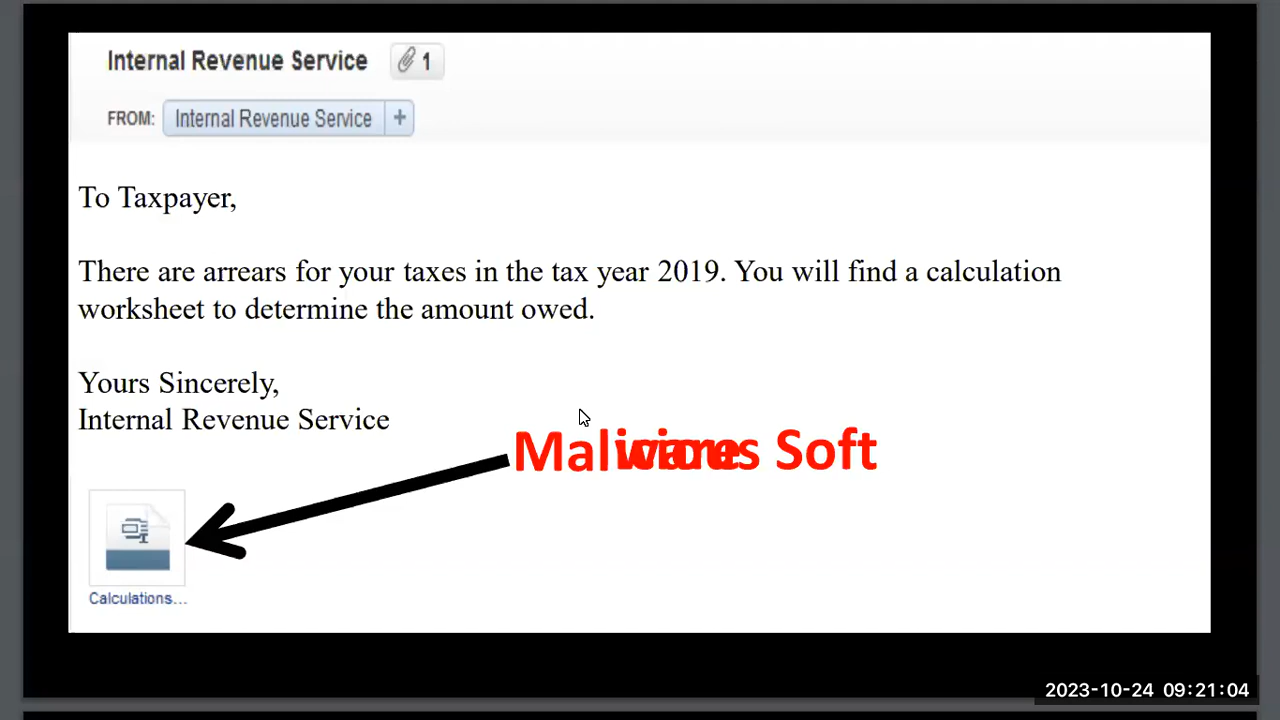 Internal Revenue Service 1
FROM: Internal Revenue Service +
To Taxpayer,
There are arrears for your taxes in the tax year 2019. You will find a calculation
worksheet to determine the amount owed.
Yours Sincerely,
Internal Revenue Service
Malicious Soft
ware
Calculations...
2023-10-24 09:21:04